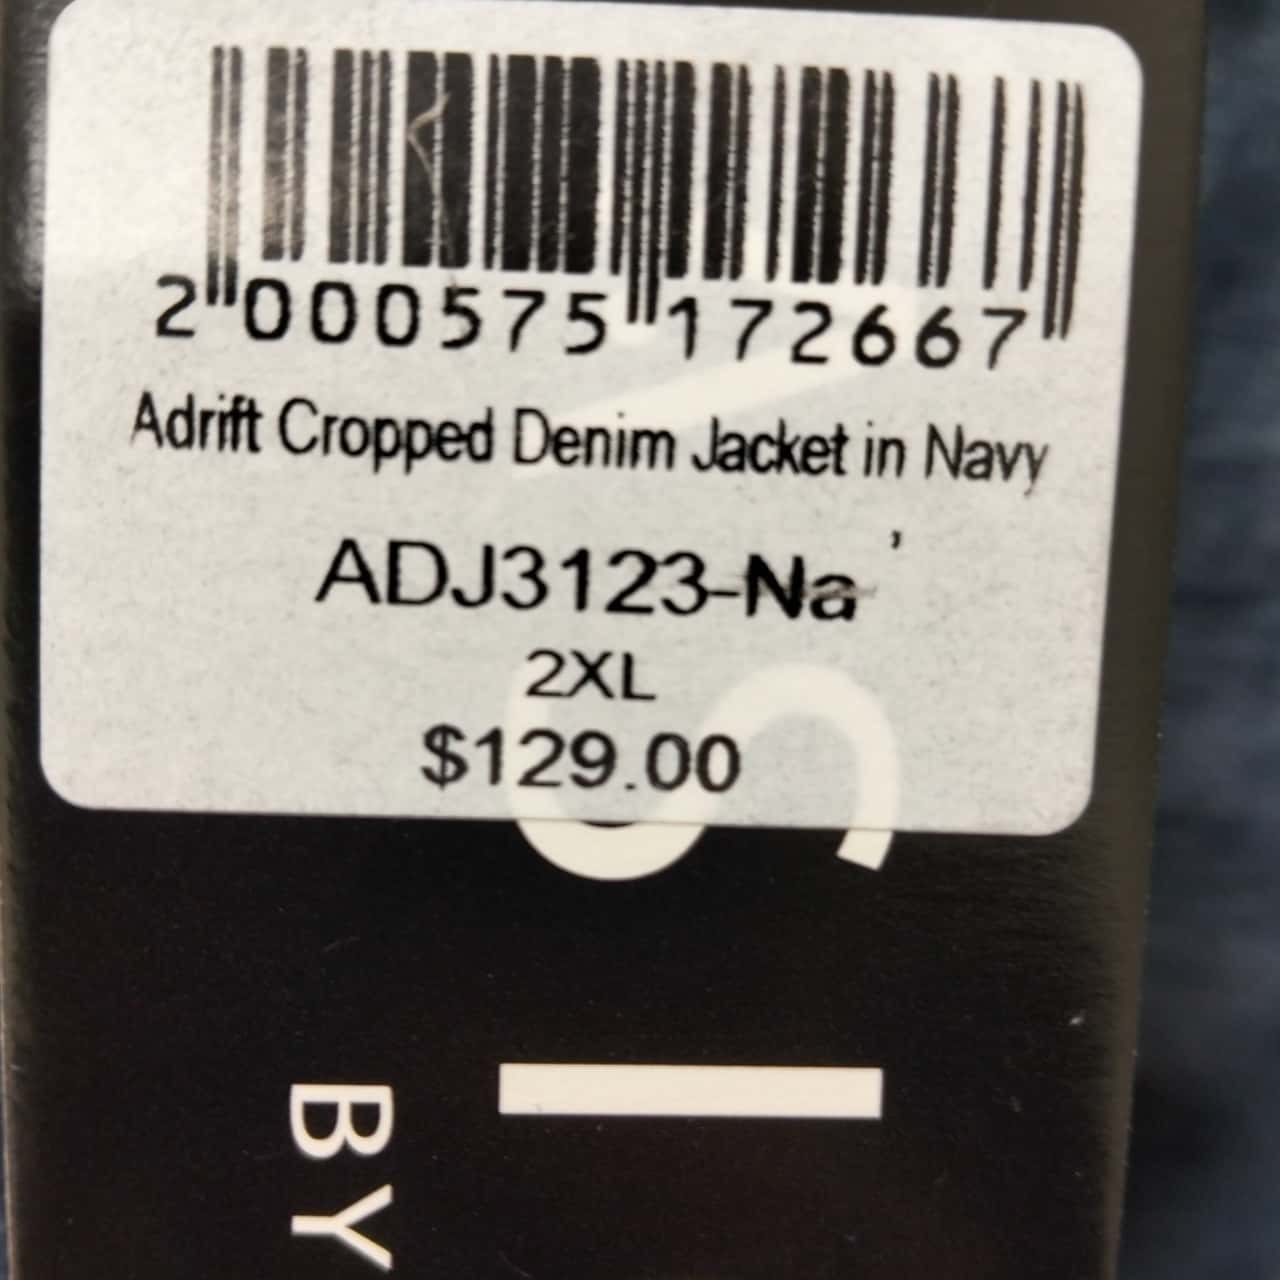 2 000575 172667
Adrift Cropped Denim Jacket in Navy
ADJ3123-Na
2XL
$129.00
BY